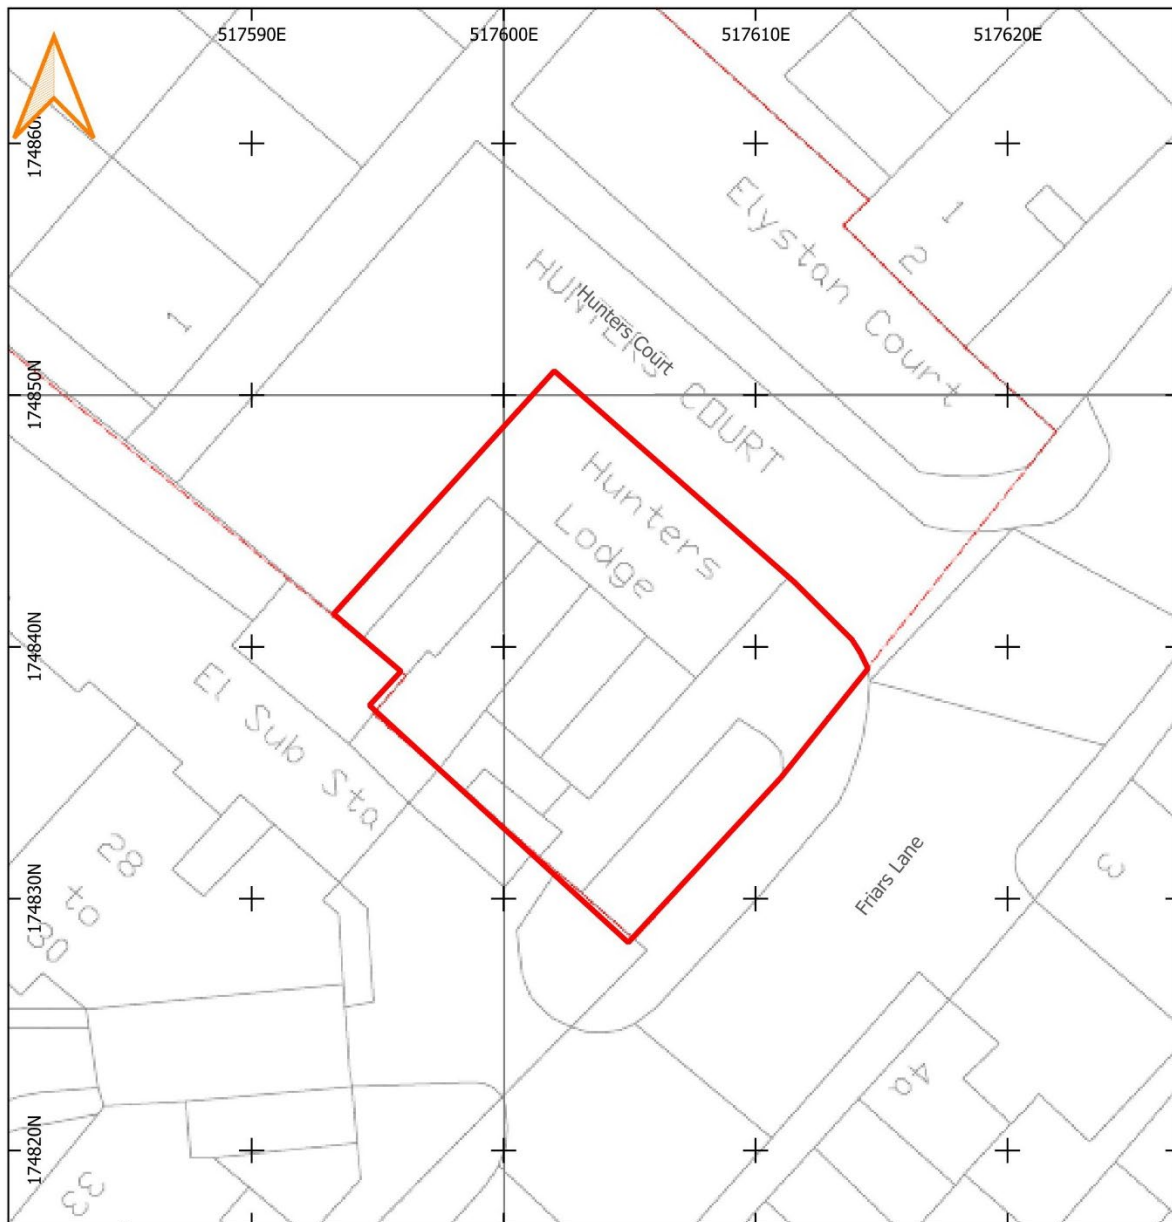 517590E
517600E
517610E
517620E
174860N
174850N
174840N
174830N
174820N
Elystan Court
1
2
HUNTERS COURT
Hunters Court
1
Hunters
Lodge
El Sub Sta
28
to
30
Friars Lane
3
4a
33